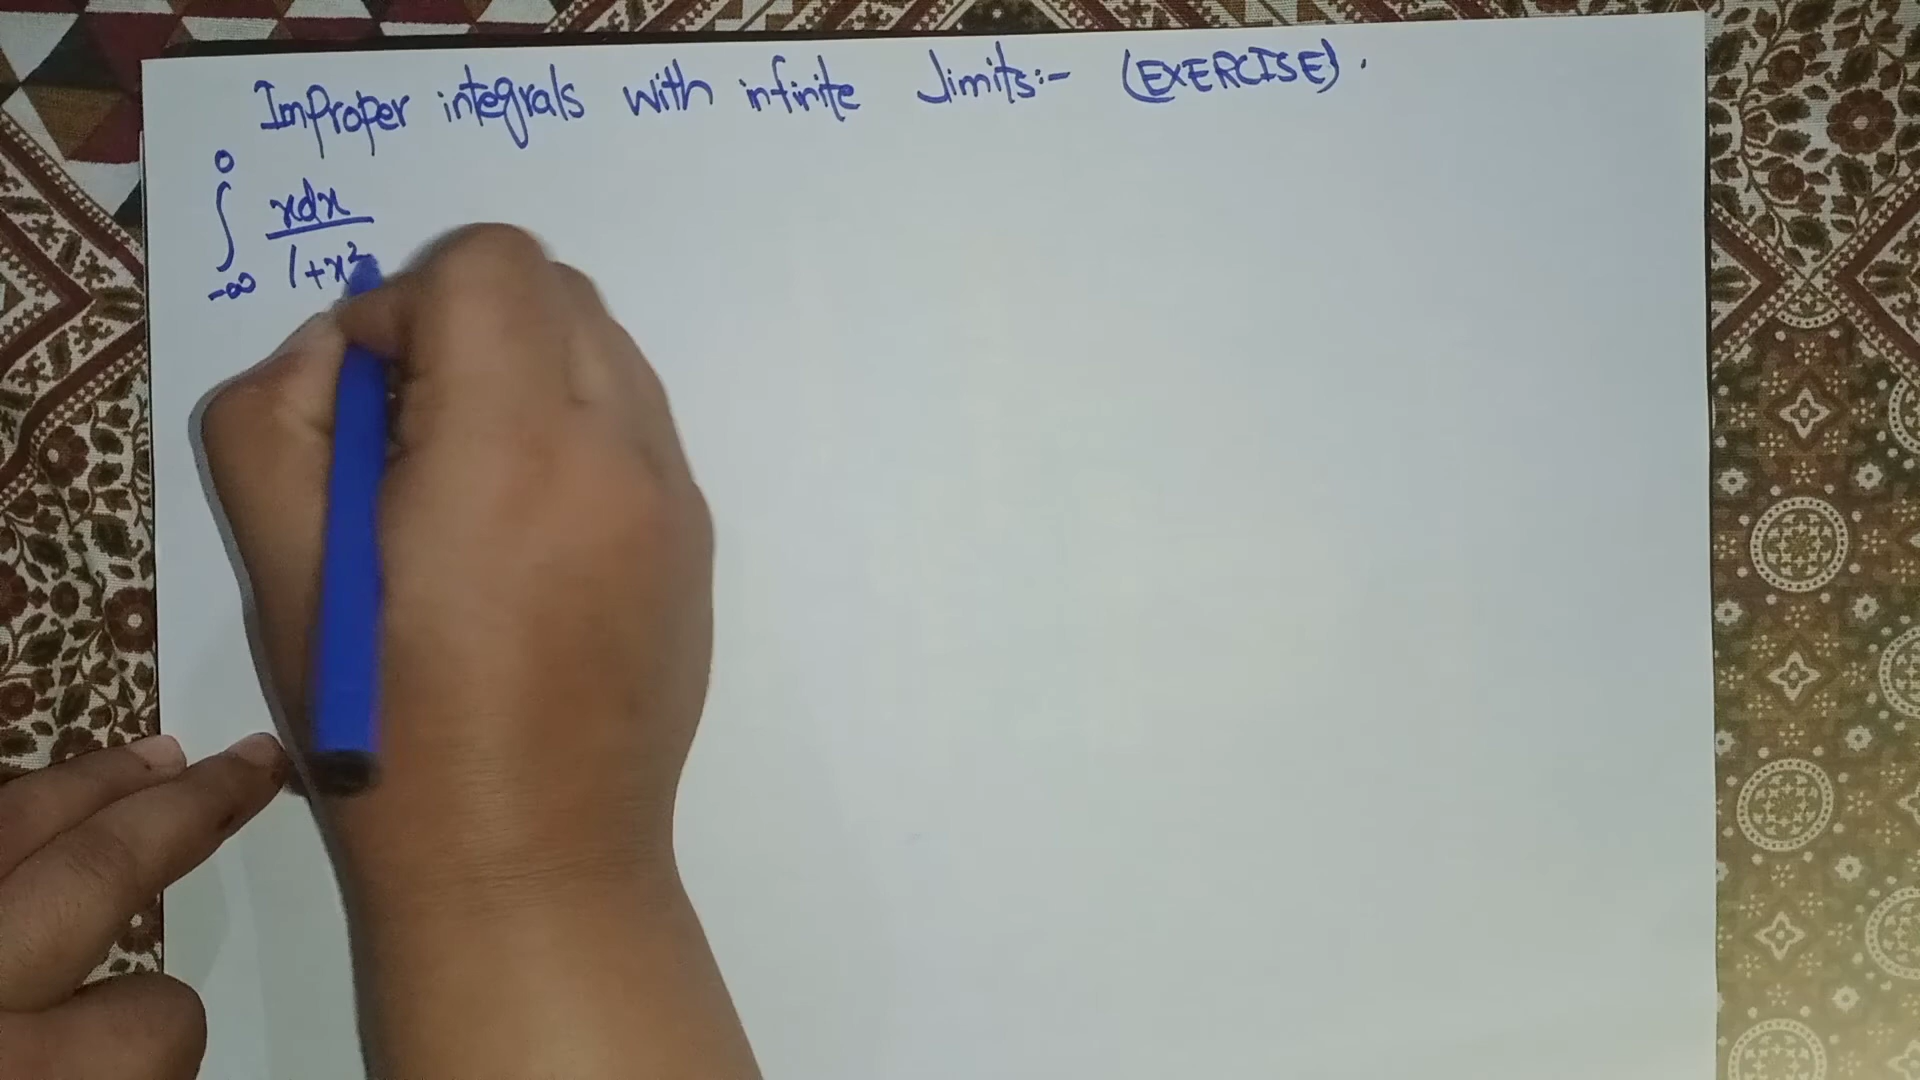 Improper integrals with infinite limits:- (EXERCISE).
∫_{-∞}^{0} xdx / 1+x²